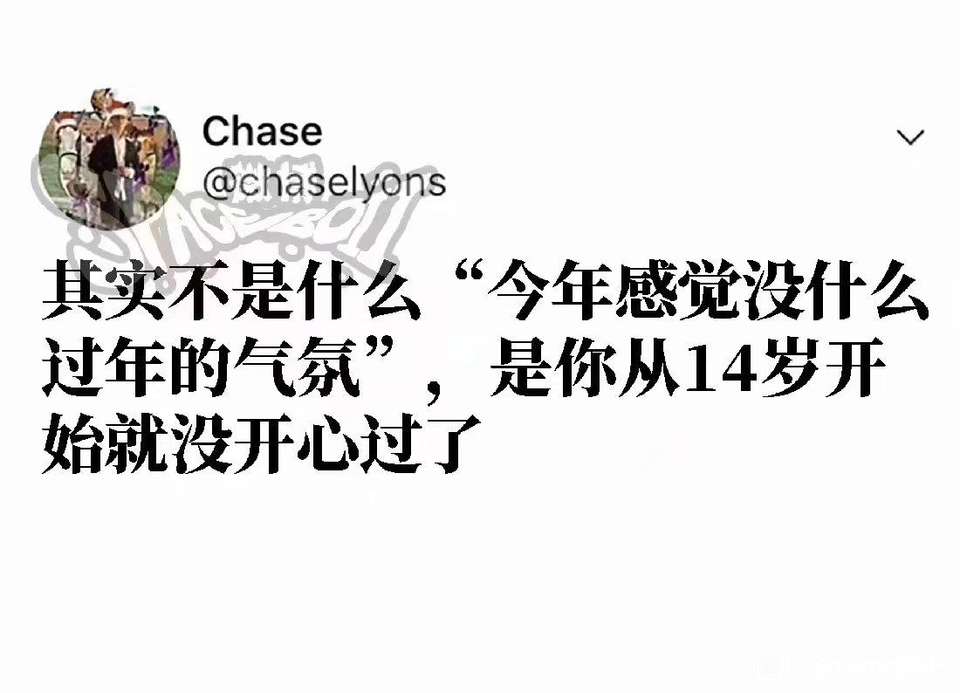 Chase
@chaselyons
其实不是什么“今年感觉没什么
过年的气氛”，是你从14岁开
始就没开心过了